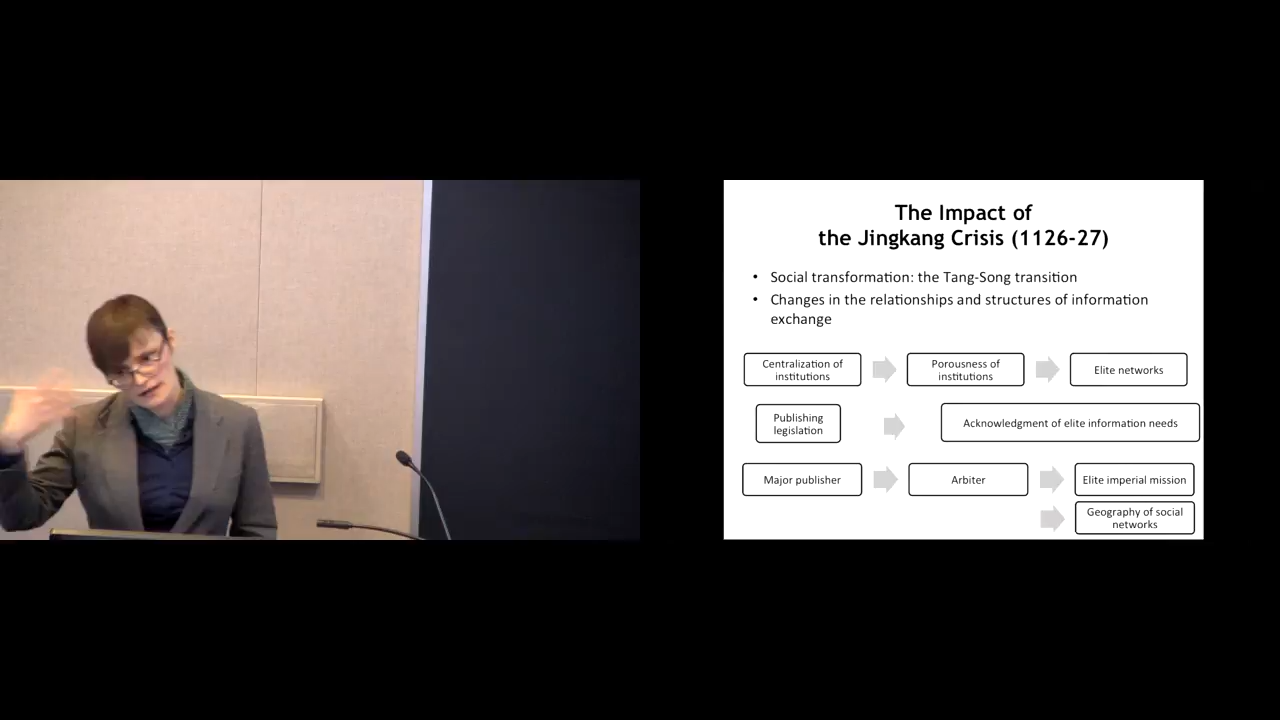 The Impact of
the Jingkang Crisis (1126-27)
• Social transformation: the Tang-Song transition
• Changes in the relationships and structures of information
exchange
Centralization of
institutions
Porousness of
institutions
Elite networks
Publishing
legislation
Acknowledgment of elite information needs
Major publisher
Arbiter
Elite imperial mission
Geography of social
networks